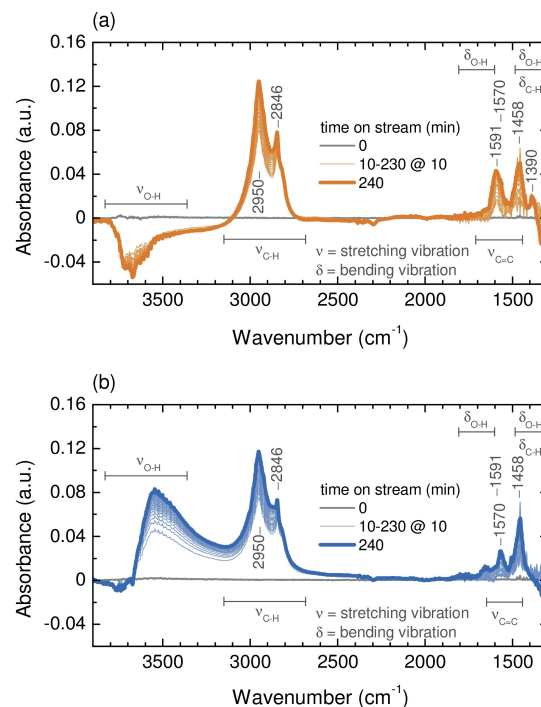 (a)
0.16
0.12
0.08
0.04
0
-0.04
Absorbance (a.u.)
δO-H
δO-H
δC-H
2950–
–2846
–1591
–1570
–1458
–1390
time on stream (min)
0
10-230 @ 10
240
νO-H
νC-H
νC=C
ν = stretching vibration
δ = bending vibration
3500 3000 2500 2000 1500
Wavenumber (cm-1)
(b)
0.16
0.12
0.08
0.04
0
-0.04
Absorbance (a.u.)
δO-H
δO-H
δC-H
νO-H
2950–
–2846
–1570
–1591
–1458
time on stream (min)
0
10-230 @ 10
240
νC-H
νC=C
ν = stretching vibration
δ = bending vibration
3500 3000 2500 2000 1500
Wavenumber (cm-1)